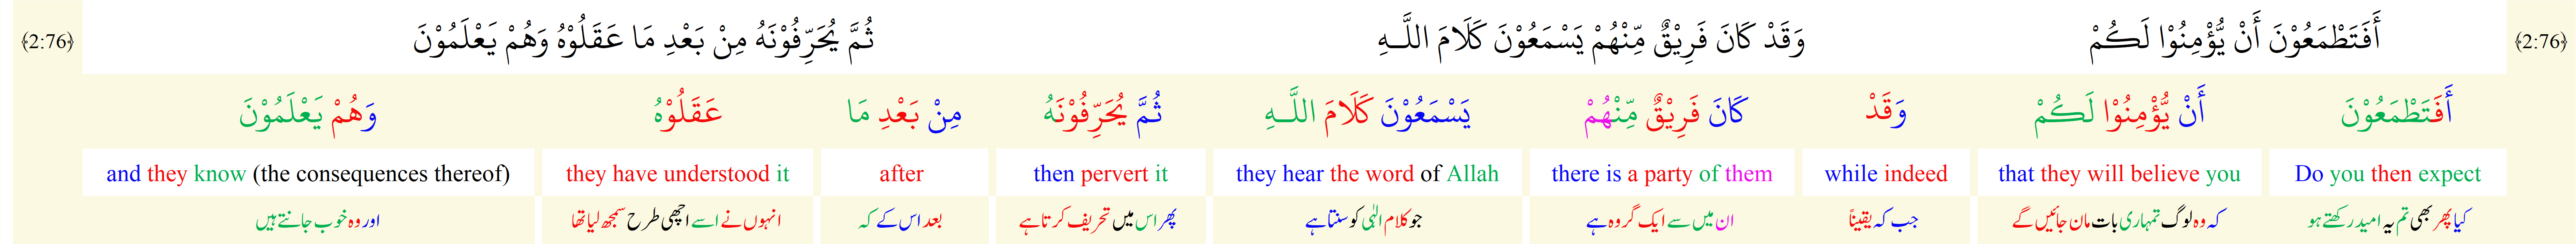 ﴿2:76﴾ أَفَتَطْمَعُوْنَ أَنْ يُّؤْمِنُوْا لَكُمْ وَقَدْ كَانَ فَرِيْقٌ مِّنْهُمْ يَسْمَعُوْنَ كَلَامَ اللَّـهِ ثُمَّ يُحَرِّفُوْنَهُ مِنْ بَعْدِ مَا عَقَلُوْهُ وَهُمْ يَعْلَمُوْنَ ﴿2:76﴾
أَفَتَطْمَعُوْنَ أَنْ يُّؤْمِنُوْا لَكُمْ وَقَدْ كَانَ فَرِيْقٌ مِّنْهُمْ يَسْمَعُوْنَ كَلَامَ اللَّـهِ ثُمَّ يُحَرِّفُوْنَهُ مِنْ بَعْدِ مَا عَقَلُوْهُ وَهُمْ يَعْلَمُوْنَ
Do you then expect that they will believe you while indeed there is a party of them they hear the word of Allah then pervert it after they have understood it and they know (the consequences thereof)
کیا پھر بھی تم یہ امید رکھتے ہو کہ وہ لوگ تمہاری بات مان جائیں گے جب کہ یقیناً ان میں سے ایک گروہ ہے جو کلام الٰہی کو سنتا ہے پھر اس میں تحریف کرتا ہے بعد اس کے کہ انہوں نے اسے اچھی طرح سمجھ لیا تھا اور وہ خوب جانتے ہیں